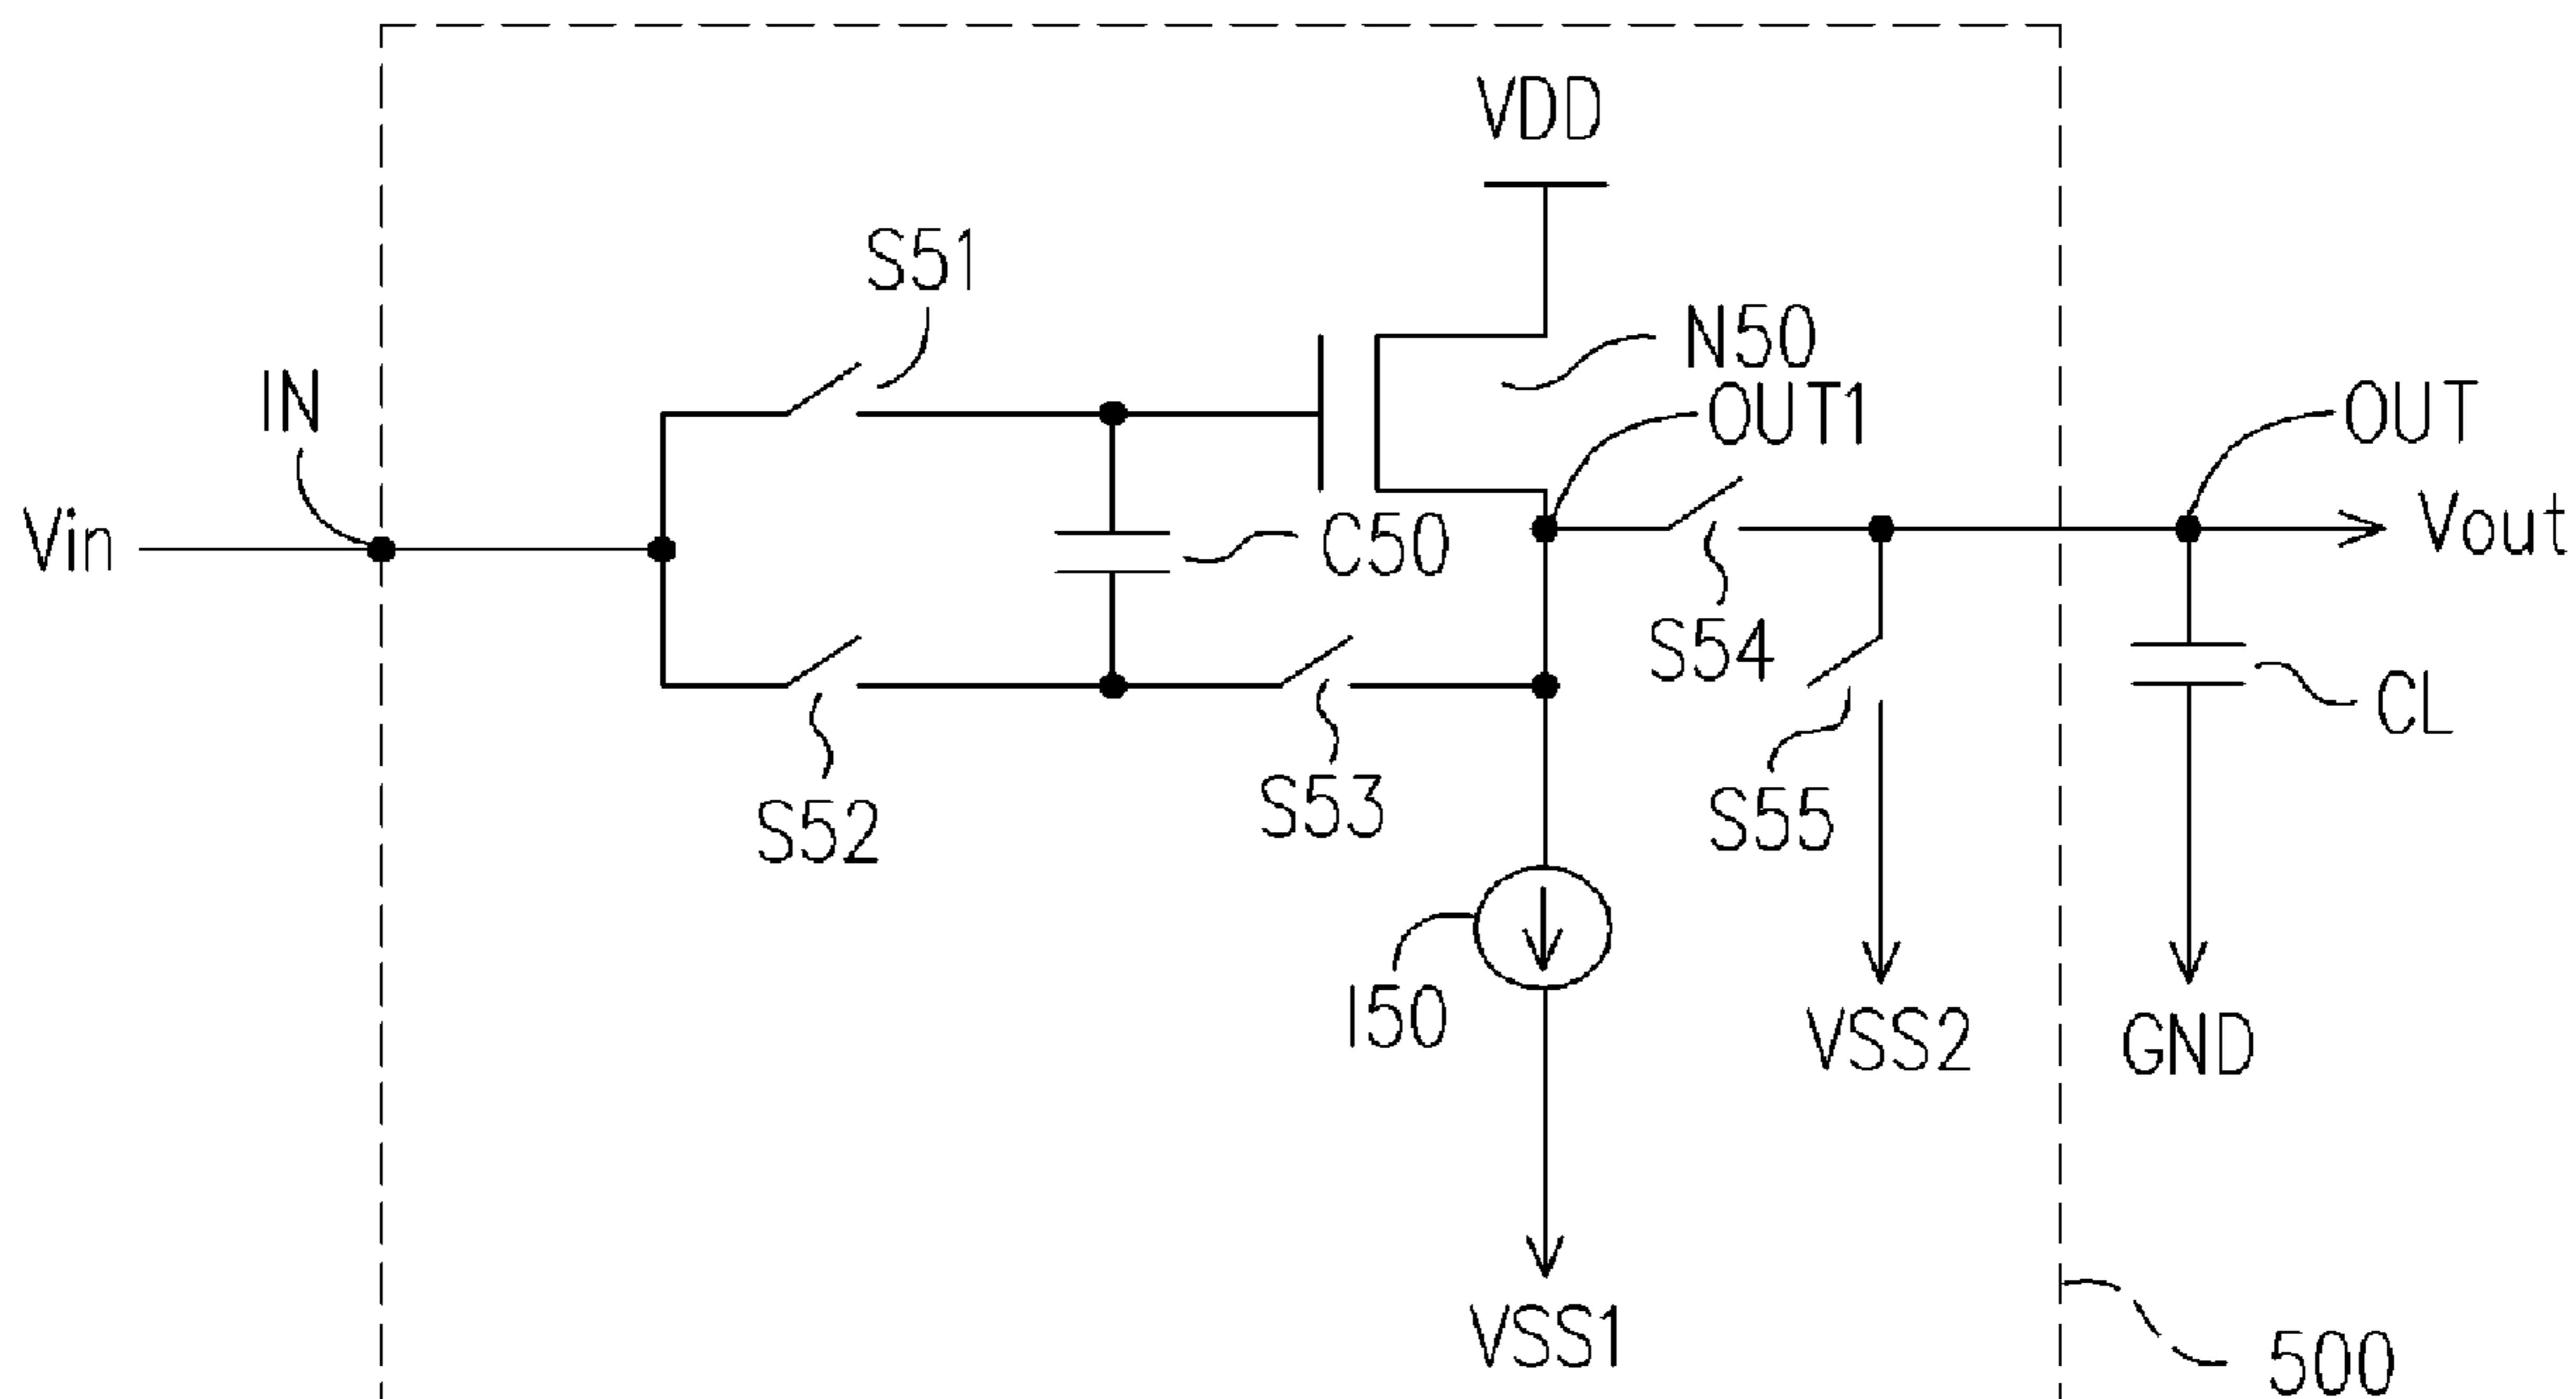 VDD
S51
N50
IN
OUT1
OUT
Vin
C50
Vout
S54
CL
S52
S53
S55
I50
VSS2
GND
VSS1
500